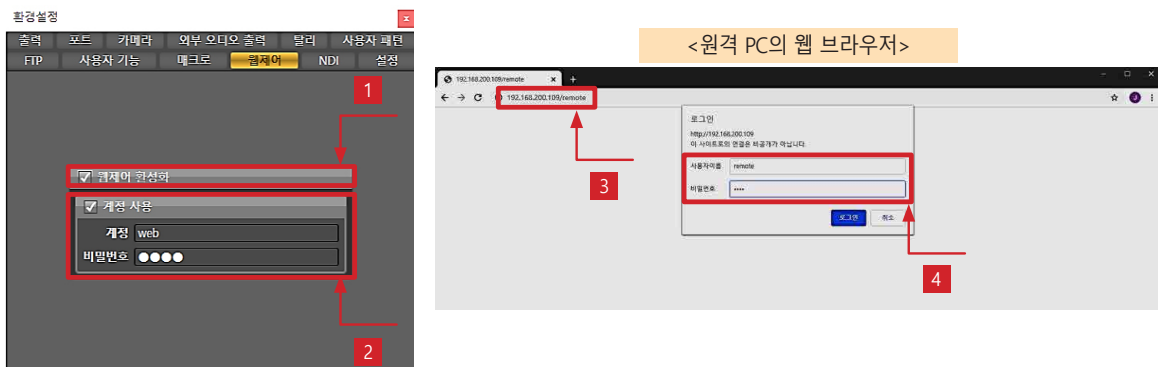 환경설정
x
출력 포트 카메라 외부 오디오 출력 탈리 사용자 패턴
FTP 사용자 기능 매크로 웹제어 NDI 설정
1
웹제어 활성화
계정 사용
계정 web
비밀번호 ●●●●
2
<원격 PC의 웹 브라우저>
192.168.200.109/remote x +
192.168.200.109/remote
J
로그인
http://192.168.200.109
이 사이트로의 연결은 비공개가 아닙니다.
사용자이름 remote
비밀번호 ••••
로그인 취소
3
4